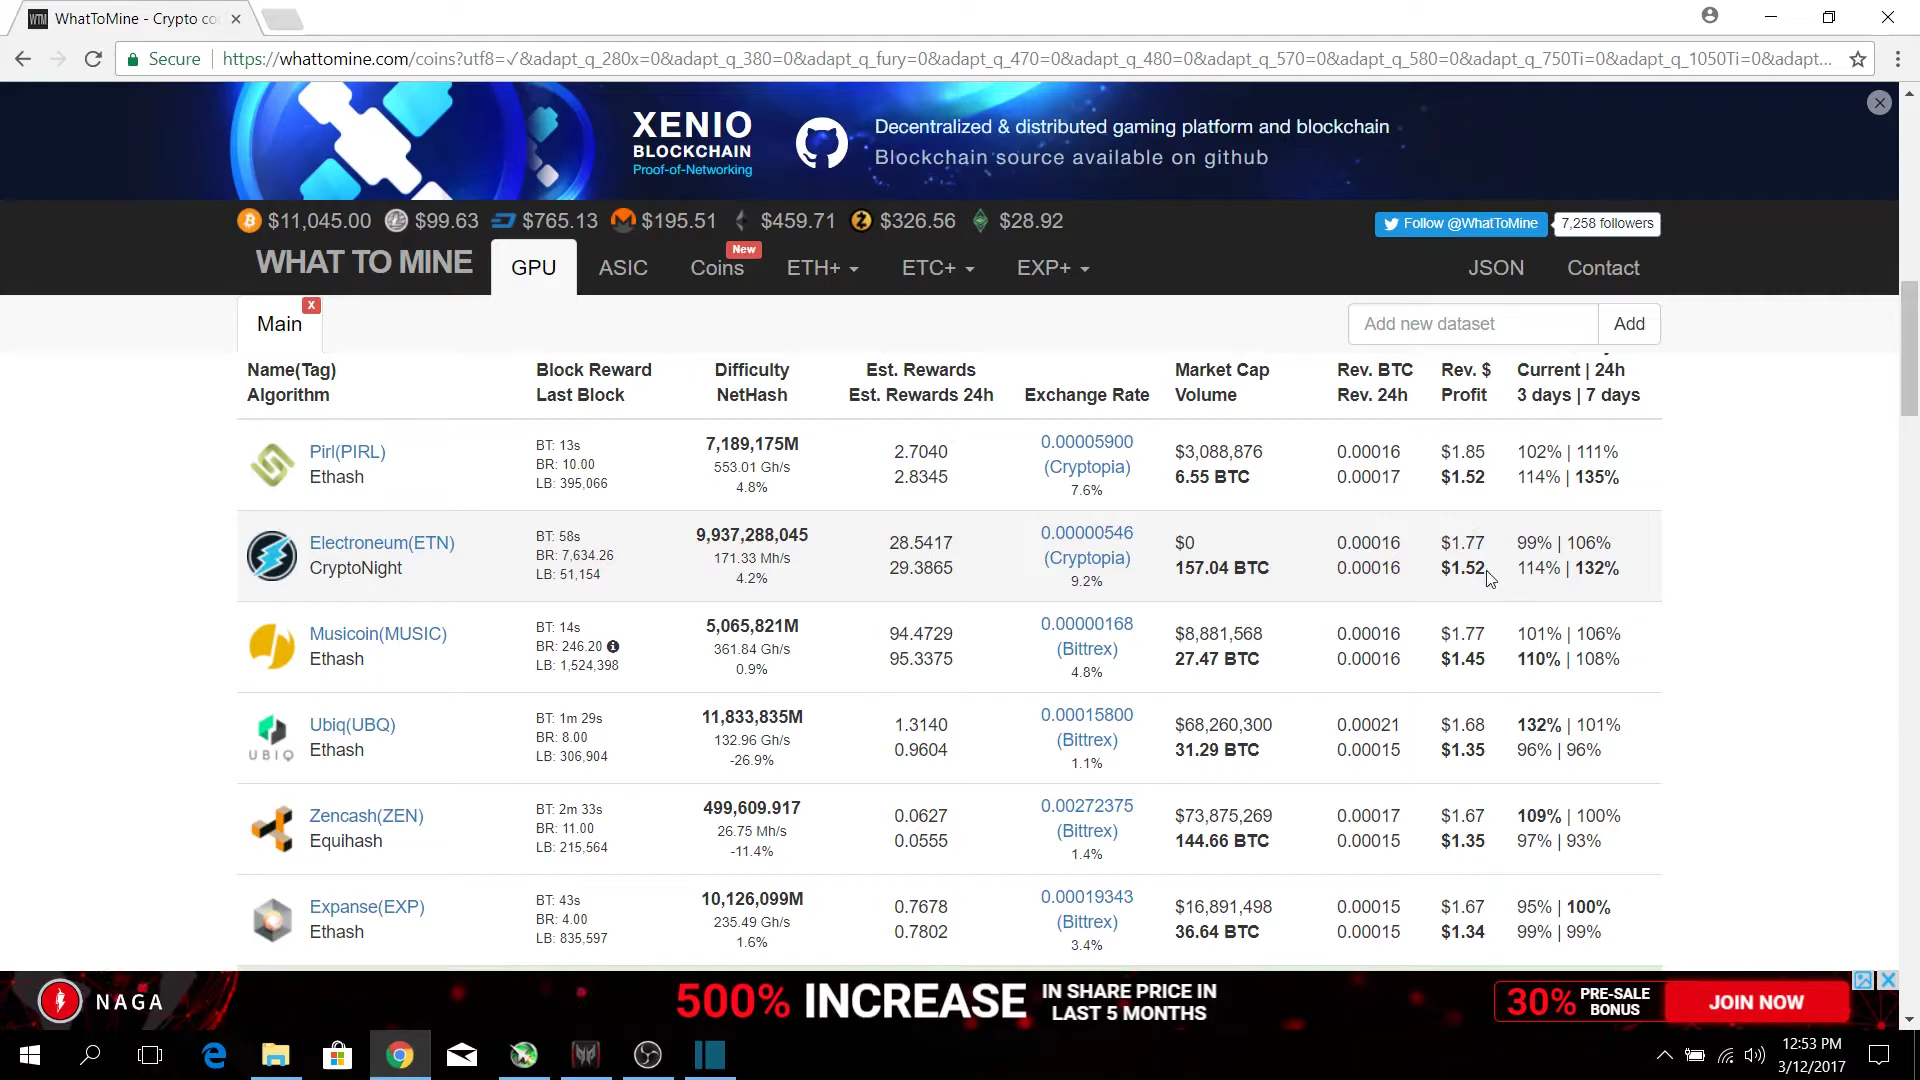 WTM WhatToMine - Crypto co
Secure https://whattomine.com/coins?utf8=✓&adapt_q_280x=0&adapt_q_380=0&adapt_q_fury=0&adapt_q_470=0&adapt_q_480=0&adapt_q_570=0&adapt_q_580=0&adapt_q_750Ti=0&adapt_q_1050Ti=0&adapt...
XENIO
BLOCKCHAIN
Proof-of-Networking
Decentralized & distributed gaming platform and blockchain
Blockchain source available on github
$11,045.00 $99.63 $765.13 $195.51 $459.71 $326.56 $28.92
Follow @WhatToMine 7,258 followers
WHAT TO MINE GPU ASIC Coins New ETH+ ETC+ EXP+ JSON Contact
Main x Add new dataset Add
Name(Tag) Block Reward Difficulty Est. Rewards Exchange Rate Market Cap Rev. BTC Rev. $ Current | 24h
Algorithm Last Block NetHash Est. Rewards 24h Volume Rev. 24h Profit 3 days | 7 days
Pirl(PIRL) BT: 13s 7,189,175M 2.7040 0.00005900 $3,088,876 0.00016 $1.85 102% | 111%
Ethash BR: 10.00 553.01 Gh/s 2.8345 (Cryptopia) 6.55 BTC 0.00017 $1.52 114% | 135%
LB: 395,066 4.8% 7.6%
Electroneum(ETN) BT: 58s 9,937,288,045 28.5417 0.00000546 $0 0.00016 $1.77 99% | 106%
CryptoNight BR: 7,634.26 171.33 Mh/s 29.3865 (Cryptopia) 157.04 BTC 0.00016 $1.52 114% | 132%
LB: 51,154 4.2% 9.2%
Musicoin(MUSIC) BT: 14s 5,065,821M 94.4729 0.00000168 $8,881,568 0.00016 $1.77 101% | 106%
Ethash BR: 246.20 361.84 Gh/s 95.3375 (Bittrex) 27.47 BTC 0.00016 $1.45 110% | 108%
LB: 1,524,398 0.9% 4.8%
Ubiq(UBQ) BT: 1m 29s 11,833,835M 1.3140 0.00015800 $68,260,300 0.00021 $1.68 132% | 101%
UBIQ Ethash BR: 8.00 132.96 Gh/s 0.9604 (Bittrex) 31.29 BTC 0.00015 $1.35 96% | 96%
LB: 306,904 -26.9% 1.1%
Zencash(ZEN) BT: 2m 33s 499,609.917 0.0627 0.00272375 $73,875,269 0.00017 $1.67 109% | 100%
Equihash BR: 11.00 26.75 Mh/s 0.0555 (Bittrex) 144.66 BTC 0.00015 $1.35 97% | 93%
LB: 215,564 -11.4% 1.4%
Expanse(EXP) BT: 43s 10,126,099M 0.7678 0.00019343 $16,891,498 0.00015 $1.67 95% | 100%
Ethash BR: 4.00 235.49 Gh/s 0.7802 (Bittrex) 36.64 BTC 0.00015 $1.34 99% | 99%
LB: 835,597 1.6% 3.4%
NAGA 500% INCREASE IN SHARE PRICE IN
LAST 5 MONTHS
30% PRE-SALE
BONUS
JOIN NOW
12:53 PM
3/12/2017